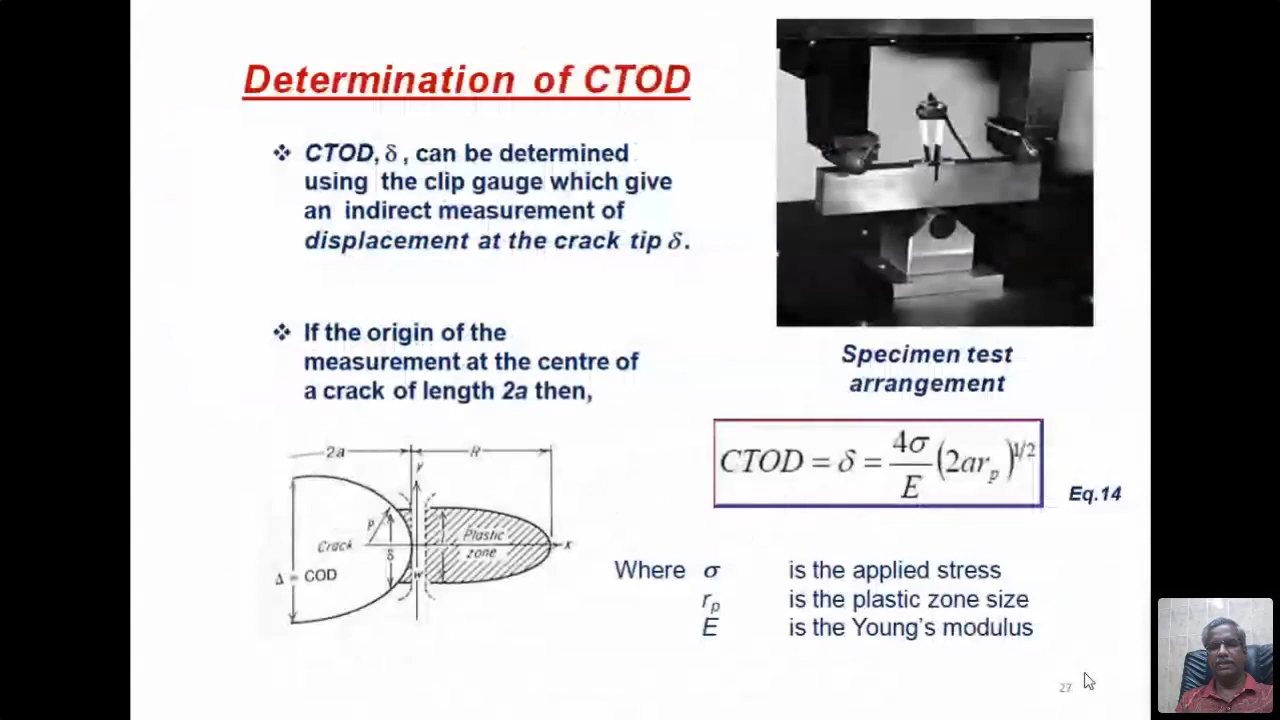 Determination of CTOD
❖ CTOD, δ , can be determined
using the clip gauge which give
an indirect measurement of
displacement at the crack tip δ.
❖ If the origin of the
measurement at the centre of
a crack of length 2a then,
Specimen test
arrangement
CTOD = δ = 4σ/E (2ar_p)^1/2
Eq.14
2a
R
y
ρ
Crack
δ
Plastic
zone
x
Δ = COD
w
Where σ is the applied stress
r_p is the plastic zone size
E is the Young's modulus
27